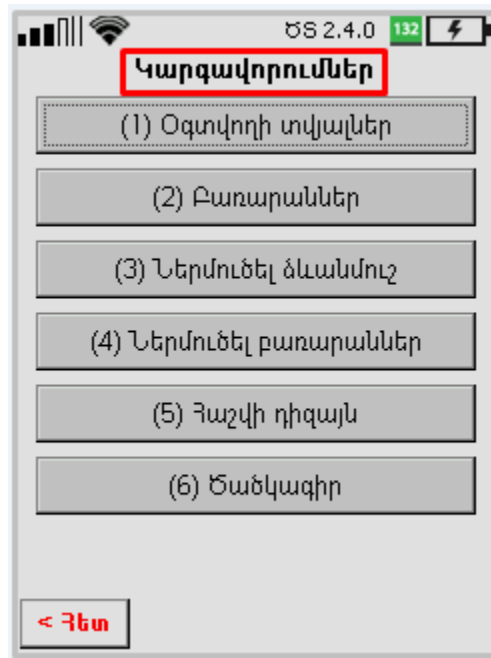 ԾՏ 2.4.0 132
Կարգավորումներ
(1) Օգտվողի տվյալներ
(2) Բառարաններ
(3) Ներմուծել ձևանմուշ
(4) Ներմուծել բառարաններ
(5) Հաշվի դիզայն
(6) Ծածկագիր
< Հետ